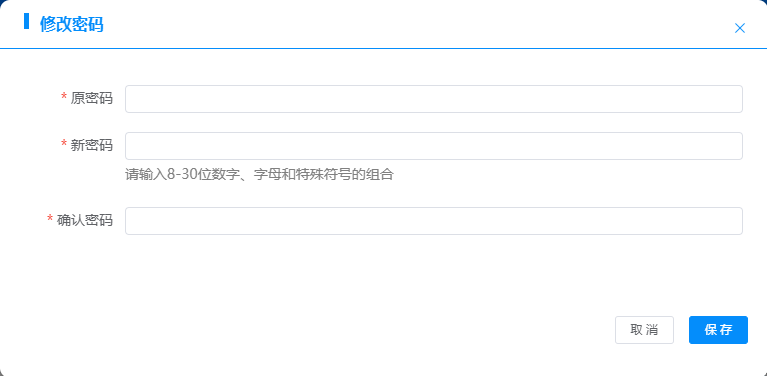 修改密码
* 原密码
* 新密码
请输入8-30位数字、字母和特殊符号的组合
* 确认密码
取消 保存